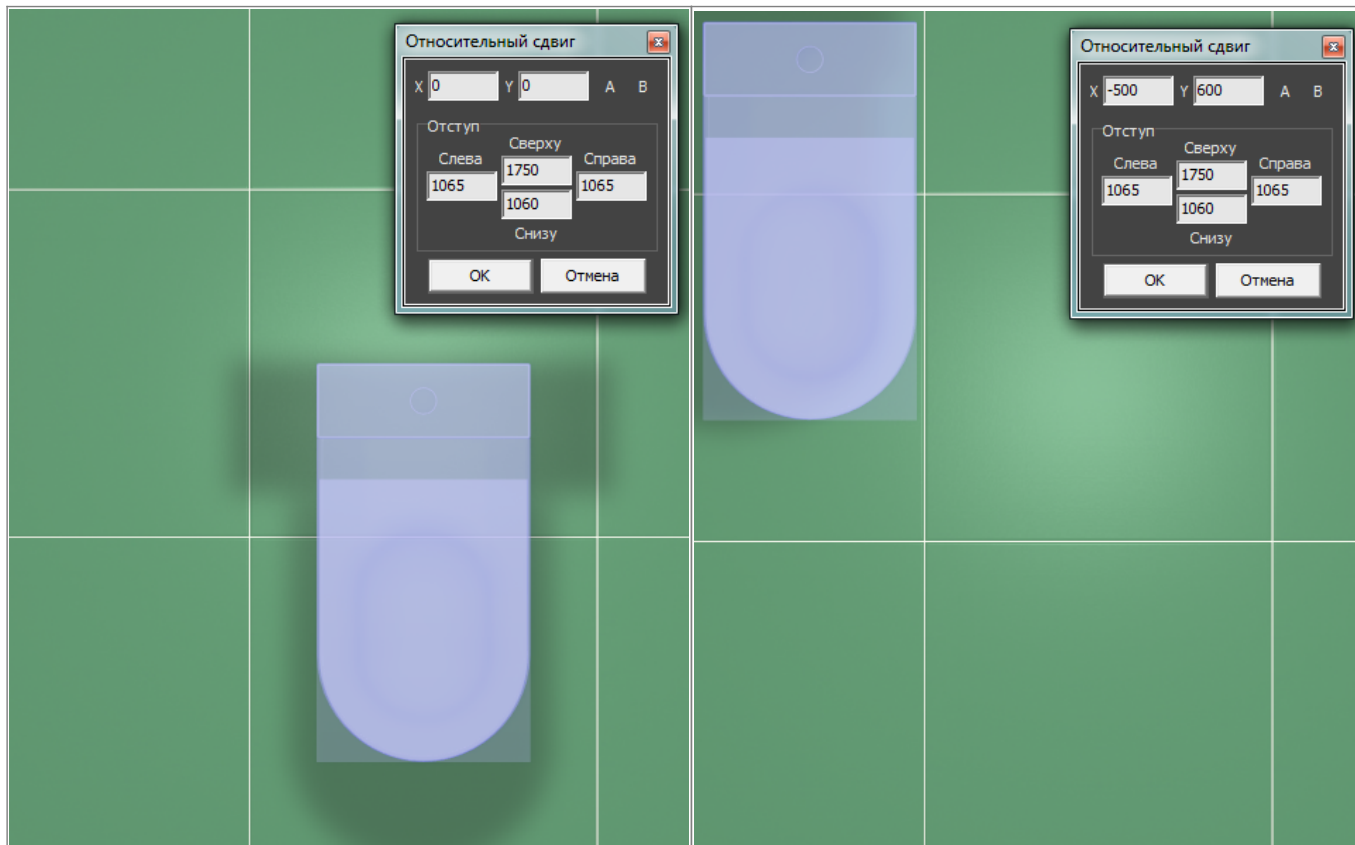 Относительный сдвиг
X 0 Y 0 A B
Отступ
Сверху
Слева 1750 Справа
1065 1065
1060
Снизу
OK Отмена
Относительный сдвиг
X -500 Y 600 A B
Отступ
Сверху
Слева 1750 Справа
1065 1065
1060
Снизу
OK Отмена